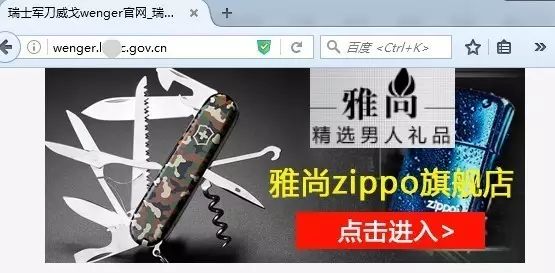 瑞士军刀威戈wenger官网_瑞...
wenger.l c.gov.cn
百度 <Ctrl+K>
雅尚
精选男人礼品
雅尚zippo旗舰店
zippo
点击进入>